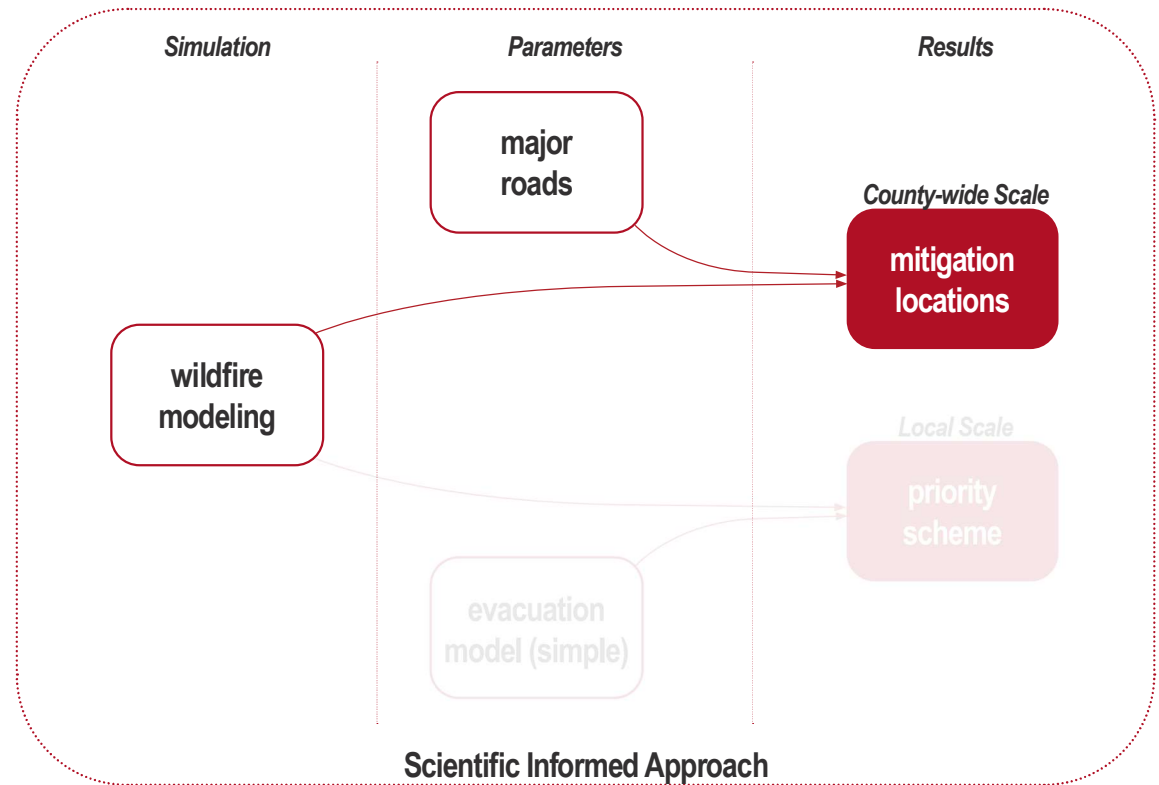 Simulation
Parameters
Results
major
roads
County-wide Scale
mitigation
locations
wildfire
modeling
Local Scale
priority
scheme
evacuation
model (simple)
Scientific Informed Approach